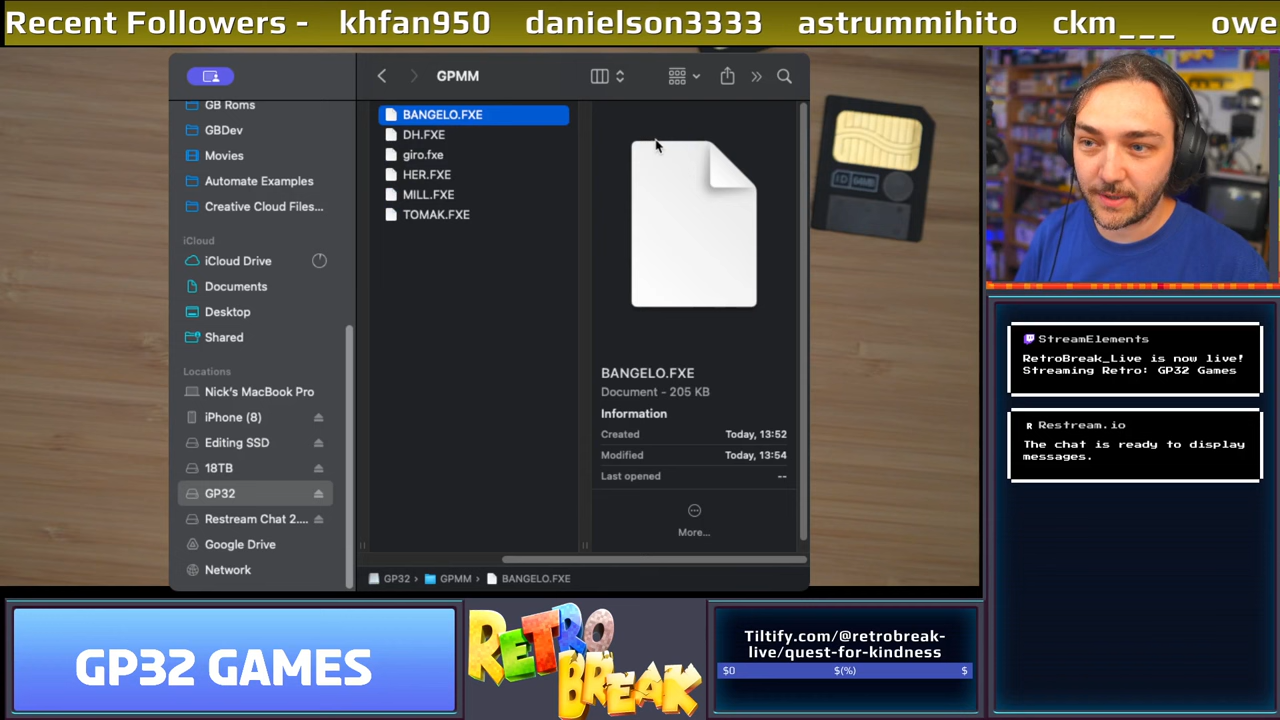 Recent Followers - khfan950 danielson3333 astrummihito ckm___ owe
GPMM
GB Roms
GBDev
Movies
Automate Examples
Creative Cloud Files...
iCloud
iCloud Drive
Documents
Desktop
Shared
Locations
Nick's MacBook Pro
iPhone (8)
Editing SSD
18TB
GP32
Restream Chat 2....
Google Drive
Network
BANGELO.FXE
DH.FXE
giro.fxe
HER.FXE
MILL.FXE
TOMAK.FXE
BANGELO.FXE
Document - 205 KB
Information
Created Today, 13:52
Modified Today, 13:54
Last opened --
More...
GP32 › GPMM › BANGELO.FXE
ID 64MB
StreamElements
RetroBreak_Live is now live!
Streaming Retro: GP32 Games
R Restream.io
The chat is ready to display
messages.
GP32 GAMES
RETRO
BREAK
Tiltify.com/@retrobreak-
live/quest-for-kindness
$0 $(%) $